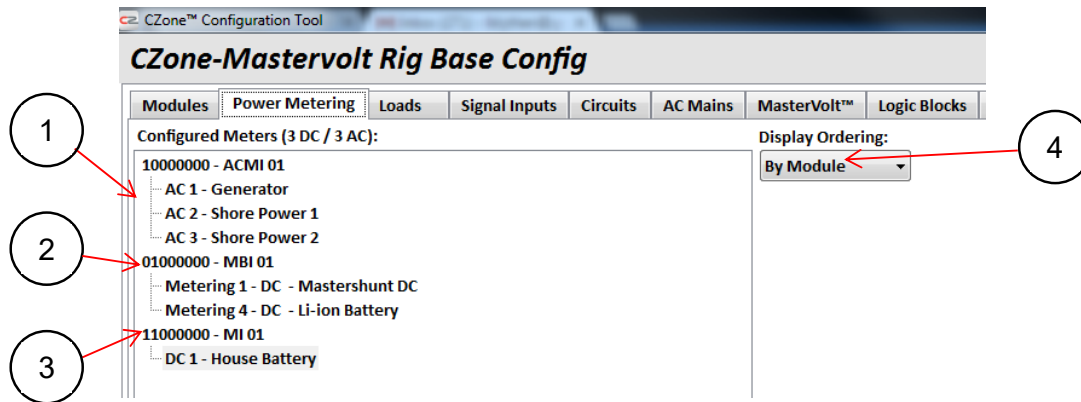 CZone™ Configuration Tool
CZone-Mastervolt Rig Base Config
Modules Power Metering Loads Signal Inputs Circuits AC Mains MasterVolt™ Logic Blocks
Configured Meters (3 DC / 3 AC):
Display Ordering:
10000000 - ACMI 01
By Module
AC 1 - Generator
AC 2 - Shore Power 1
AC 3 - Shore Power 2
01000000 - MBI 01
Metering 1 - DC - Mastershunt DC
Metering 4 - DC - Li-ion Battery
11000000 - MI 01
DC 1 - House Battery
1
2
3
4